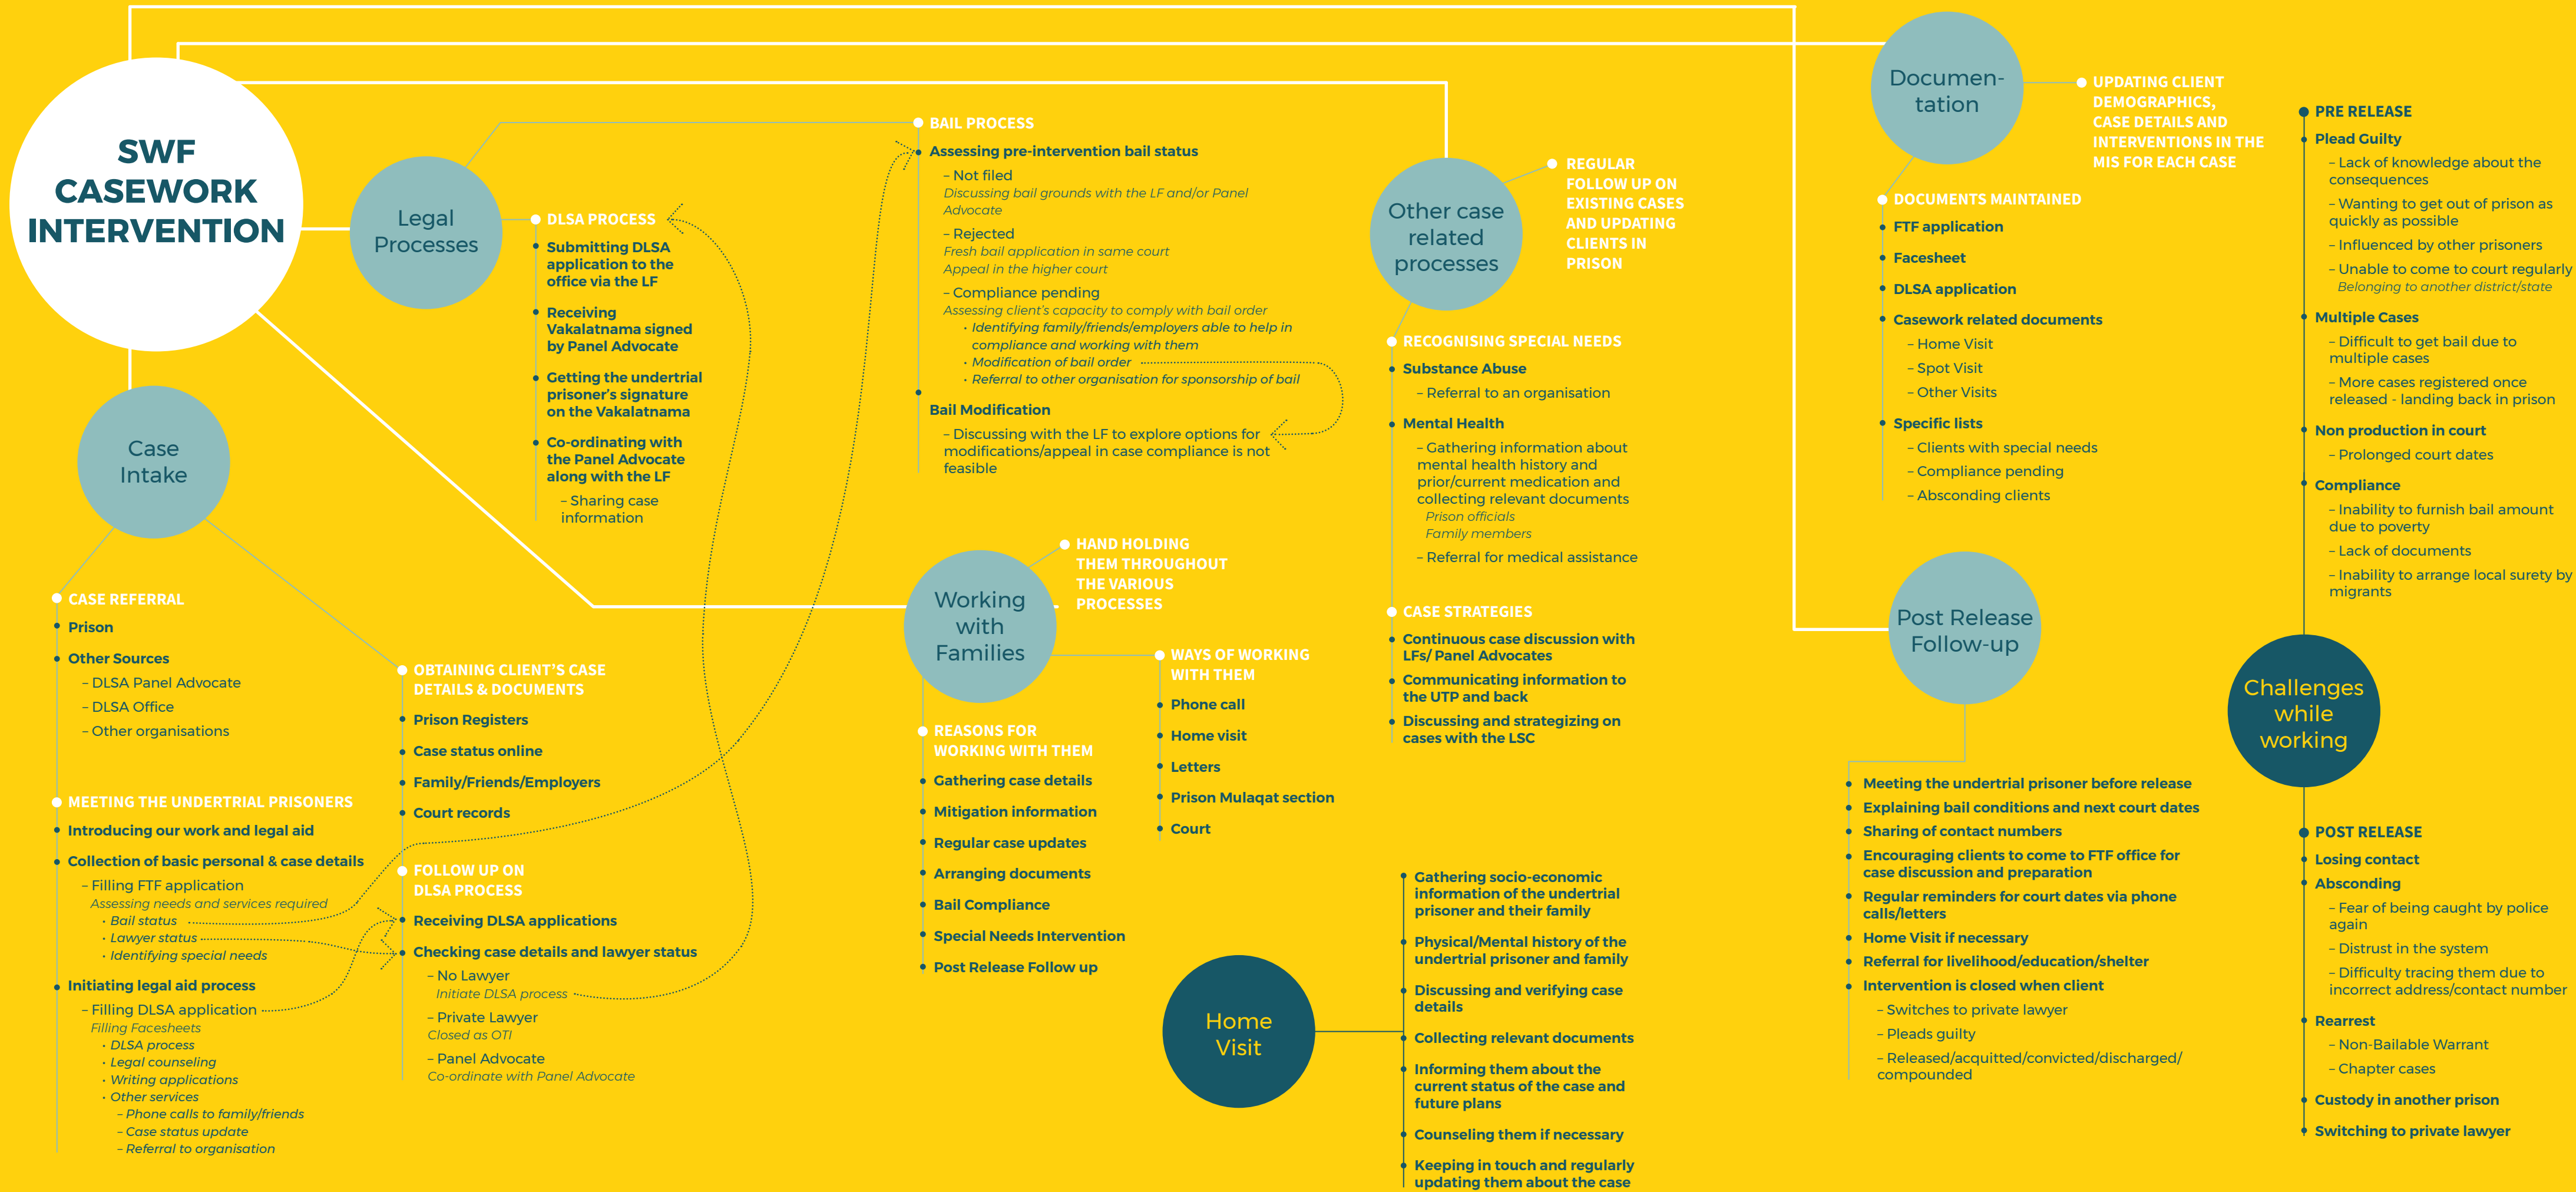 SWF
CASEWORK
INTERVENTION
Legal
Processes
DLSA PROCESS
Submitting DLSA
application to the
office via the LF
Receiving
Vakalatnama signed
by Panel Advocate
Getting the undertrial
prisoner's signature
on the Vakalatnama
Co-ordinating with
the Panel Advocate
along with the LF
– Sharing case
information
BAIL PROCESS
Assessing pre-intervention bail status
– Not filed
Discussing bail grounds with the LF and/or Panel
Advocate
– Rejected
Fresh bail application in same court
Appeal in the higher court
– Compliance pending
Assessing client's capacity to comply with bail order
• Identifying family/friends/employers able to help in
compliance and working with them
• Modification of bail order
• Referral to other organisation for sponsorship of bail
Bail Modification
– Discussing with the LF to explore options for
modifications/appeal in case compliance is not
feasible
Case
Intake
CASE REFERRAL
Prison
Other Sources
– DLSA Panel Advocate
– DLSA Office
– Other organisations
MEETING THE UNDERTRIAL PRISONERS
Introducing our work and legal aid
Collection of basic personal & case details
– Filling FTF application
Assessing needs and services required
• Bail status
• Lawyer status
• Identifying special needs
Initiating legal aid process
– Filling DLSA application
Filling Facesheets
• DLSA process
• Legal counseling
• Writing applications
• Other services
– Phone calls to family/friends
– Case status update
– Referral to organisation
OBTAINING CLIENT'S CASE
DETAILS & DOCUMENTS
Prison Registers
Case status online
Family/Friends/Employers
Court records
FOLLOW UP ON
DLSA PROCESS
Receiving DLSA applications
Checking case details and lawyer status
– No Lawyer
Initiate DLSA process
– Private Lawyer
Closed as OTI
– Panel Advocate
Co-ordinate with Panel Advocate
Working
with
Families
HAND HOLDING
THEM THROUGHOUT
THE VARIOUS
PROCESSES
REASONS FOR
WORKING WITH THEM
Gathering case details
Mitigation information
Regular case updates
Arranging documents
Bail Compliance
Special Needs Intervention
Post Release Follow up
WAYS OF WORKING
WITH THEM
Phone call
Home visit
Letters
Prison Mulaqat section
Court
Other case
related
processes
REGULAR
FOLLOW UP ON
EXISTING CASES
AND UPDATING
CLIENTS IN
PRISON
RECOGNISING SPECIAL NEEDS
Substance Abuse
– Referral to an organisation
Mental Health
– Gathering information about
mental health history and
prior/current medication and
collecting relevant documents
Prison officials
Family members
– Referral for medical assistance
CASE STRATEGIES
Continuous case discussion with
LFs/ Panel Advocates
Communicating information to
the UTP and back
Discussing and strategizing on
cases with the LSC
Home
Visit
Gathering socio-economic
information of the undertrial
prisoner and their family
Physical/Mental history of the
undertrial prisoner and family
Discussing and verifying case
details
Collecting relevant documents
Informing them about the
current status of the case and
future plans
Counseling them if necessary
Keeping in touch and regularly
updating them about the case
Documen-
tation
UPDATING CLIENT
DEMOGRAPHICS,
CASE DETAILS AND
INTERVENTIONS IN THE
MIS FOR EACH CASE
DOCUMENTS MAINTAINED
FTF application
Facesheet
DLSA application
Casework related documents
– Home Visit
– Spot Visit
– Other Visits
Specific lists
– Clients with special needs
– Compliance pending
– Absconding clients
Post Release
Follow-up
Meeting the undertrial prisoner before release
Explaining bail conditions and next court dates
Sharing of contact numbers
Encouraging clients to come to FTF office for
case discussion and preparation
Regular reminders for court dates via phone
calls/letters
Home Visit if necessary
Referral for livelihood/education/shelter
Intervention is closed when client
– Switches to private lawyer
– Pleads guilty
– Released/acquitted/convicted/discharged/
compounded
Challenges
while
working
PRE RELEASE
Plead Guilty
– Lack of knowledge about the
consequences
– Wanting to get out of prison as
quickly as possible
– Influenced by other prisoners
– Unable to come to court regularly
Belonging to another district/state
Multiple Cases
– Difficult to get bail due to
multiple cases
– More cases registered once
released - landing back in prison
Non production in court
– Prolonged court dates
Compliance
– Inability to furnish bail amount
due to poverty
– Lack of documents
– Inability to arrange local surety by
migrants
POST RELEASE
Losing contact
Absconding
– Fear of being caught by police
again
– Distrust in the system
– Difficulty tracing them due to
incorrect address/contact number
Rearrest
– Non-Bailable Warrant
– Chapter cases
Custody in another prison
Switching to private lawyer